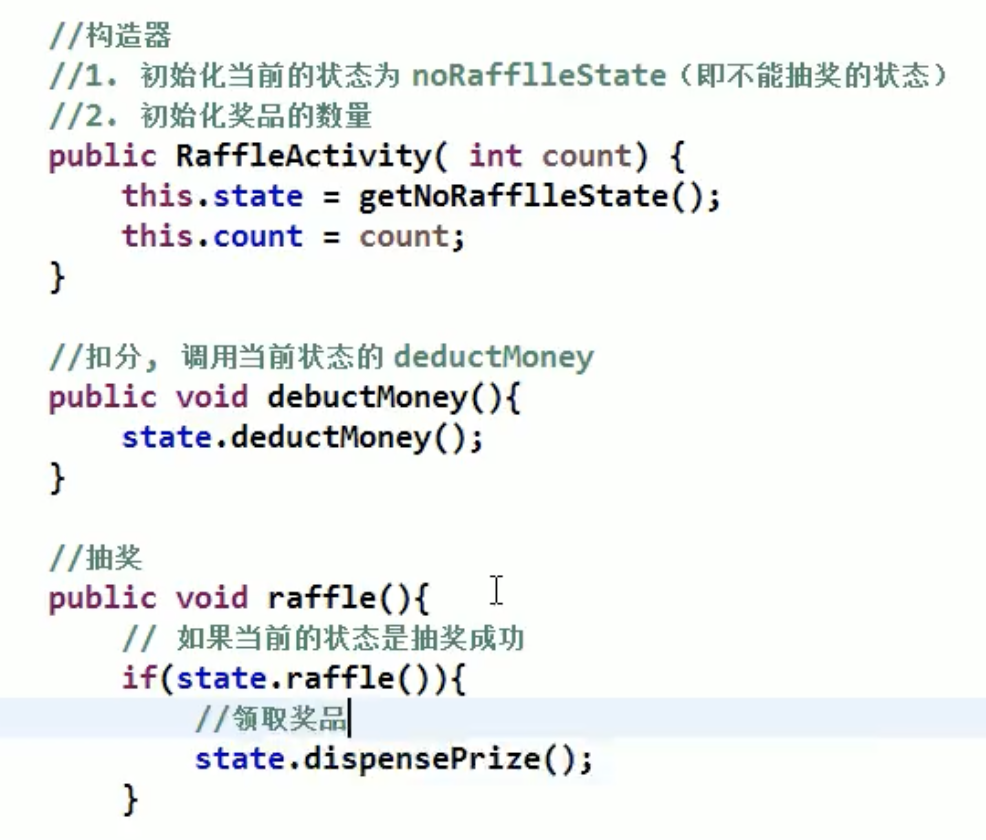 //构造器
//1. 初始化当前的状态为 noRafflleState（即不能抽奖的状态）
//2. 初始化奖品的数量
public RaffleActivity( int count) {
this.state = getNoRafflleState();
this.count = count;
}
//扣分, 调用当前状态的 deductMoney
public void debuctMoney(){
state.deductMoney();
}
//抽奖
public void raffle(){
// 如果当前的状态是抽奖成功
if(state.raffle()){
//领取奖品
state.dispensePrize();
}